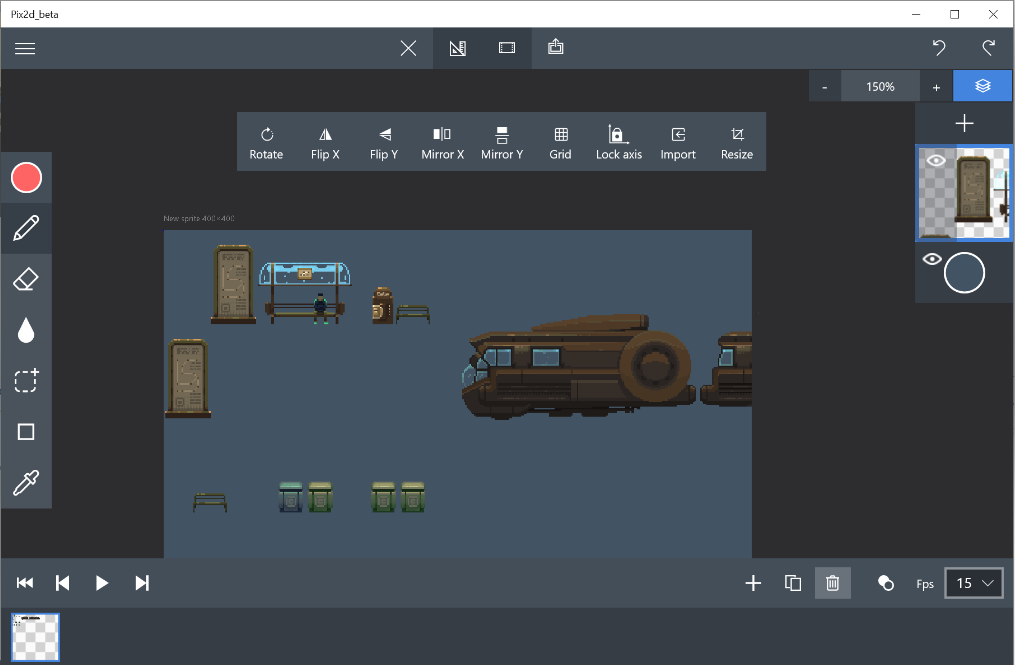 Pix2d_beta
- 150% +
Rotate Flip X Flip Y Mirror X Mirror Y Grid Lock axis Import Resize
New sprite 400×400
Fps 15